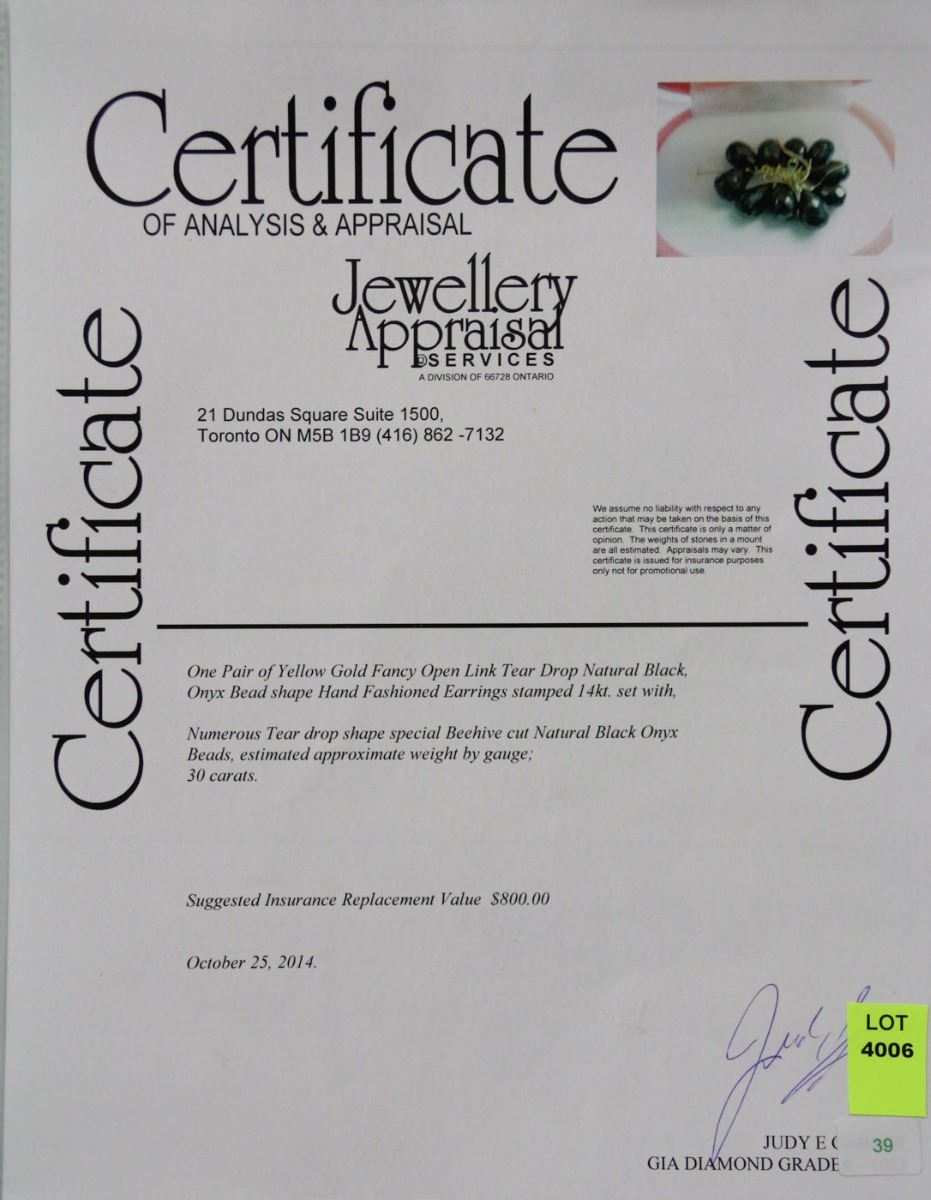 Certificate
OF ANALYSIS & APPRAISAL
Jewellery
Appraisal
SERVICES
A DIVISION OF 66728 ONTARIO
21 Dundas Square Suite 1500,
Toronto ON M5B 1B9 (416) 862 -7132
Certificate
Certificate
We assume no liability with respect to any
action that may be taken on the basis of this
certificate. This certificate is only a matter of
opinion. The weights of stones in a mount
are all estimated. Appraisals may vary. This
certificate is issued for insurance purposes
only not for promotional use.
One Pair of Yellow Gold Fancy Open Link Tear Drop Natural Black,
Onyx Bead shape Hand Fashioned Earrings stamped 14kt. set with,
Numerous Tear drop shape special Beehive cut Natural Black Onyx
Beads, estimated approximate weight by gauge;
30 carats.
Suggested Insurance Replacement Value $800.00
October 25, 2014.
LOT
4006
39
JUDY E
GIA DIAMOND GRADE